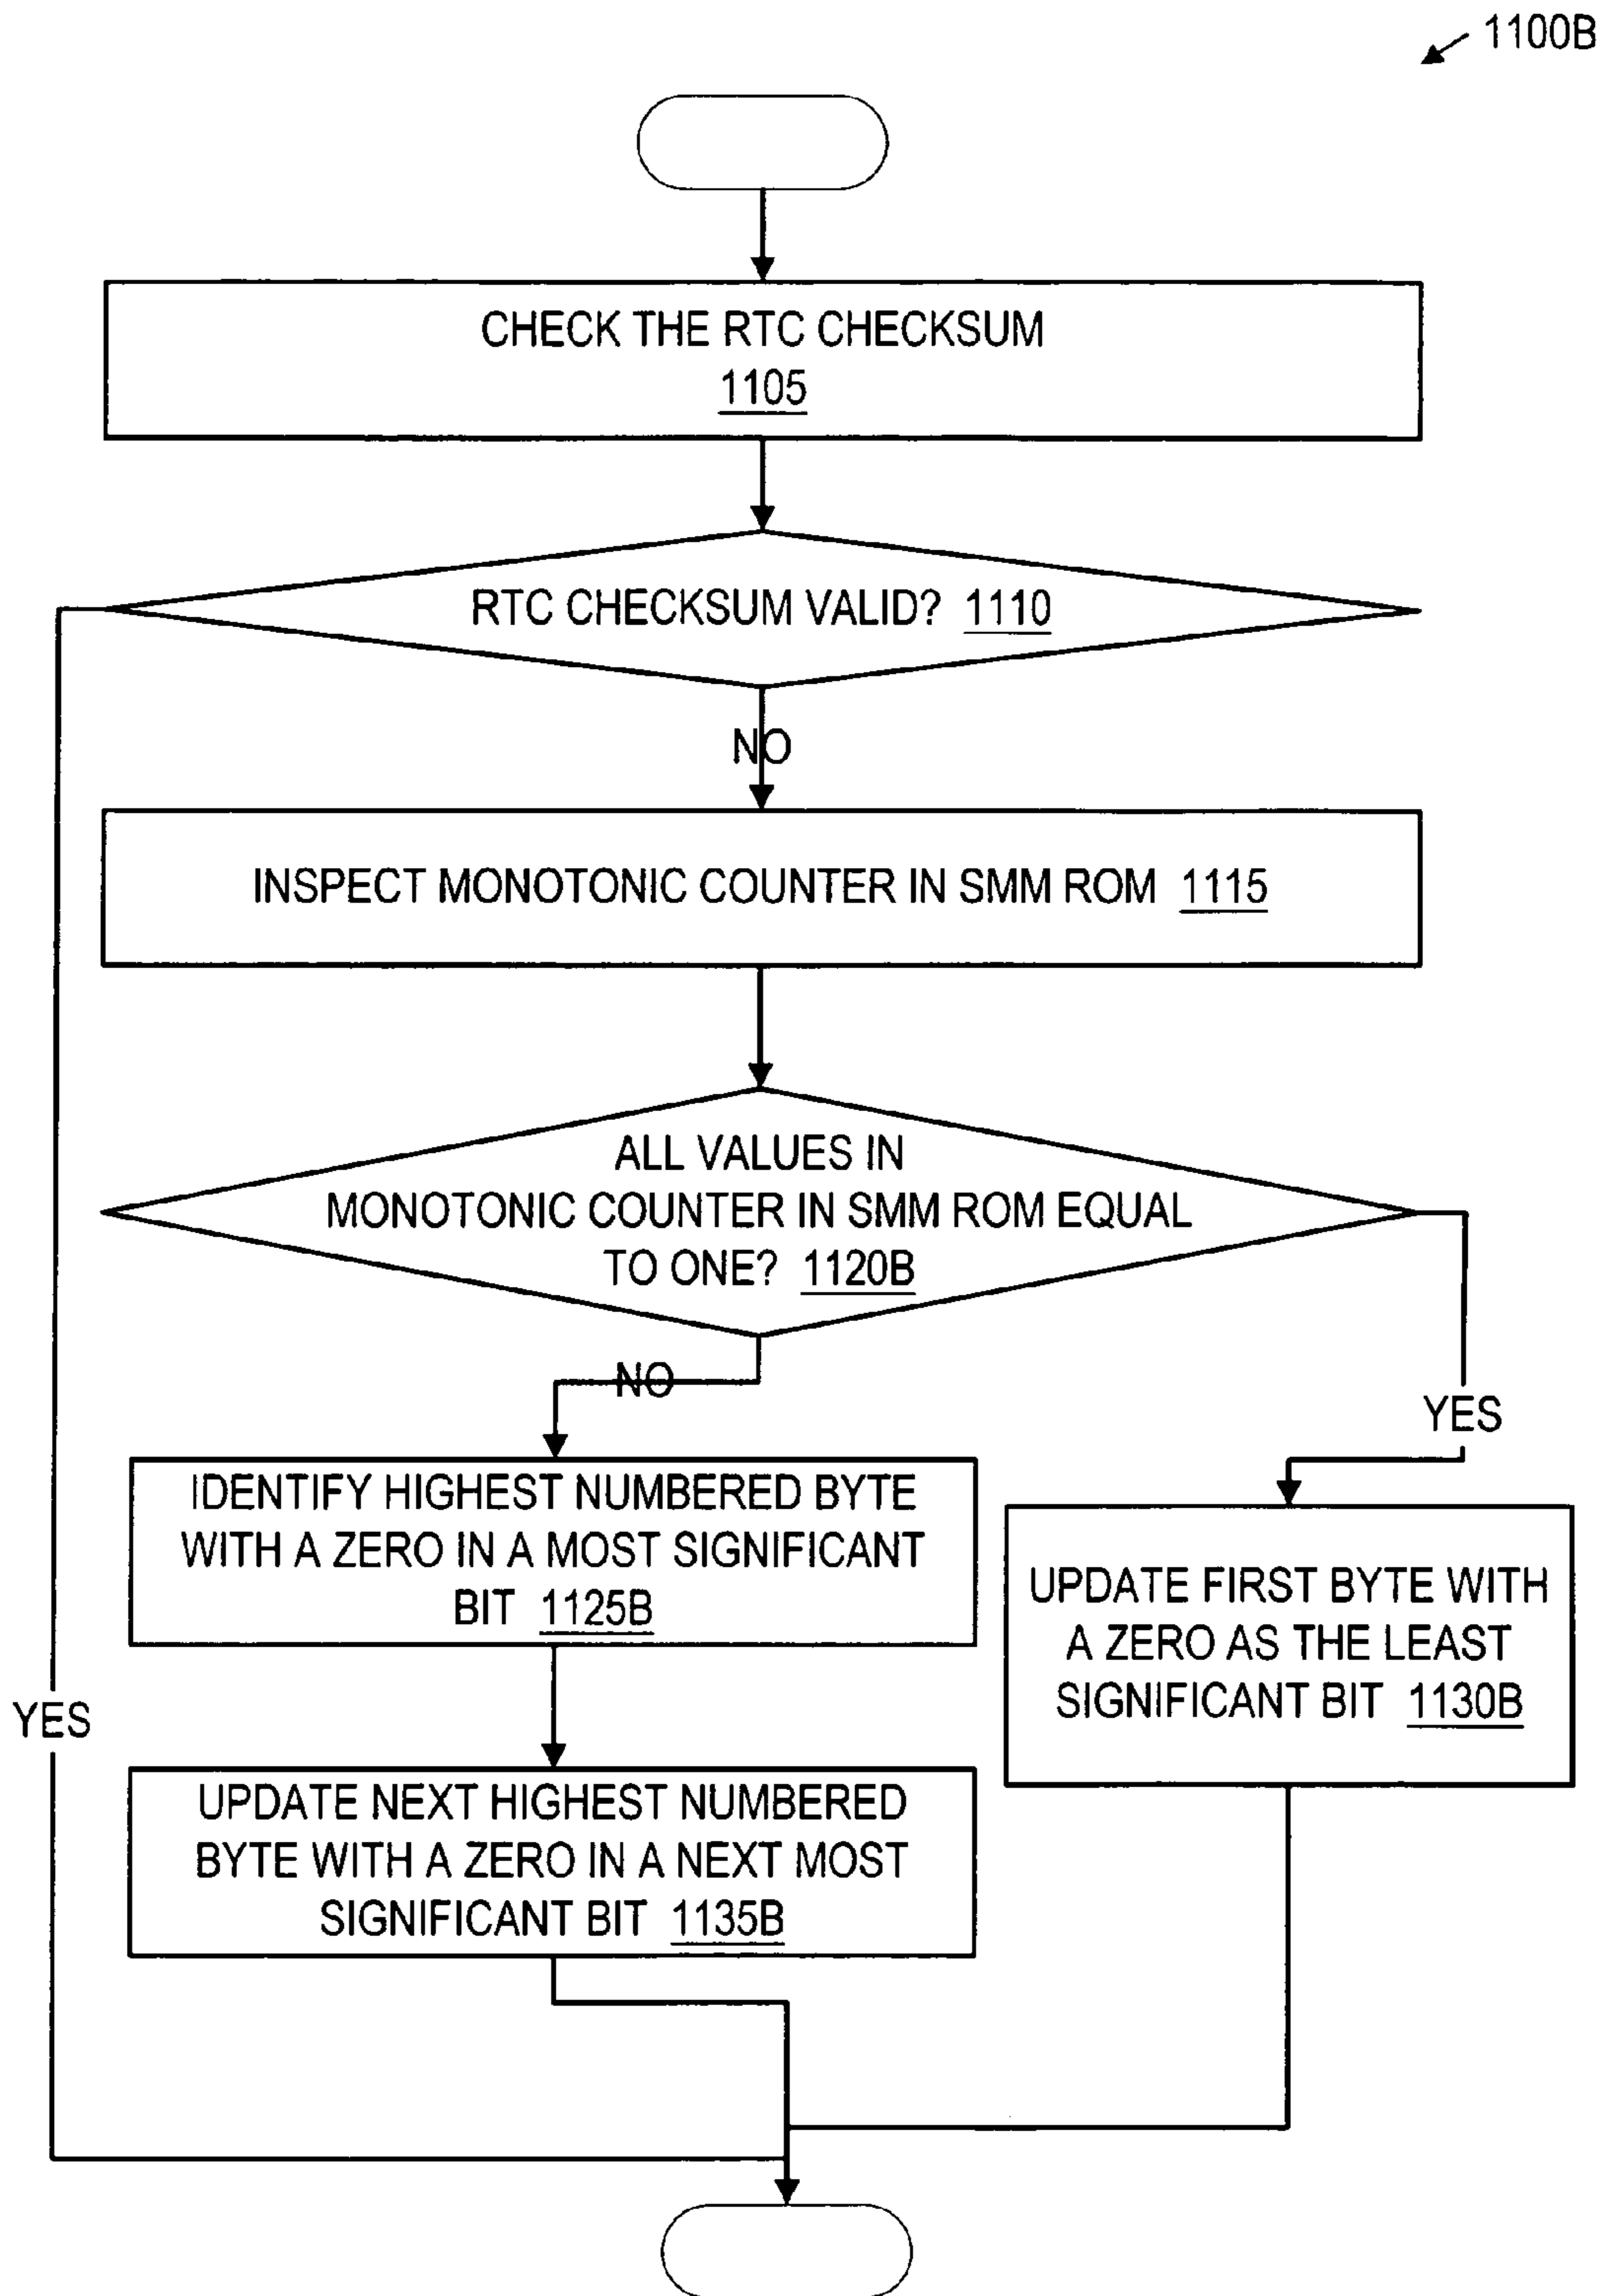 1100B
CHECK THE RTC CHECKSUM
1105
RTC CHECKSUM VALID? 1110
NO
INSPECT MONOTONIC COUNTER IN SMM ROM 1115
ALL VALUES IN
MONOTONIC COUNTER IN SMM ROM EQUAL
TO ONE? 1120B
NO
YES
IDENTIFY HIGHEST NUMBERED BYTE
WITH A ZERO IN A MOST SIGNIFICANT
BIT 1125B
UPDATE FIRST BYTE WITH
A ZERO AS THE LEAST
SIGNIFICANT BIT 1130B
YES
UPDATE NEXT HIGHEST NUMBERED
BYTE WITH A ZERO IN A NEXT MOST
SIGNIFICANT BIT 1135B